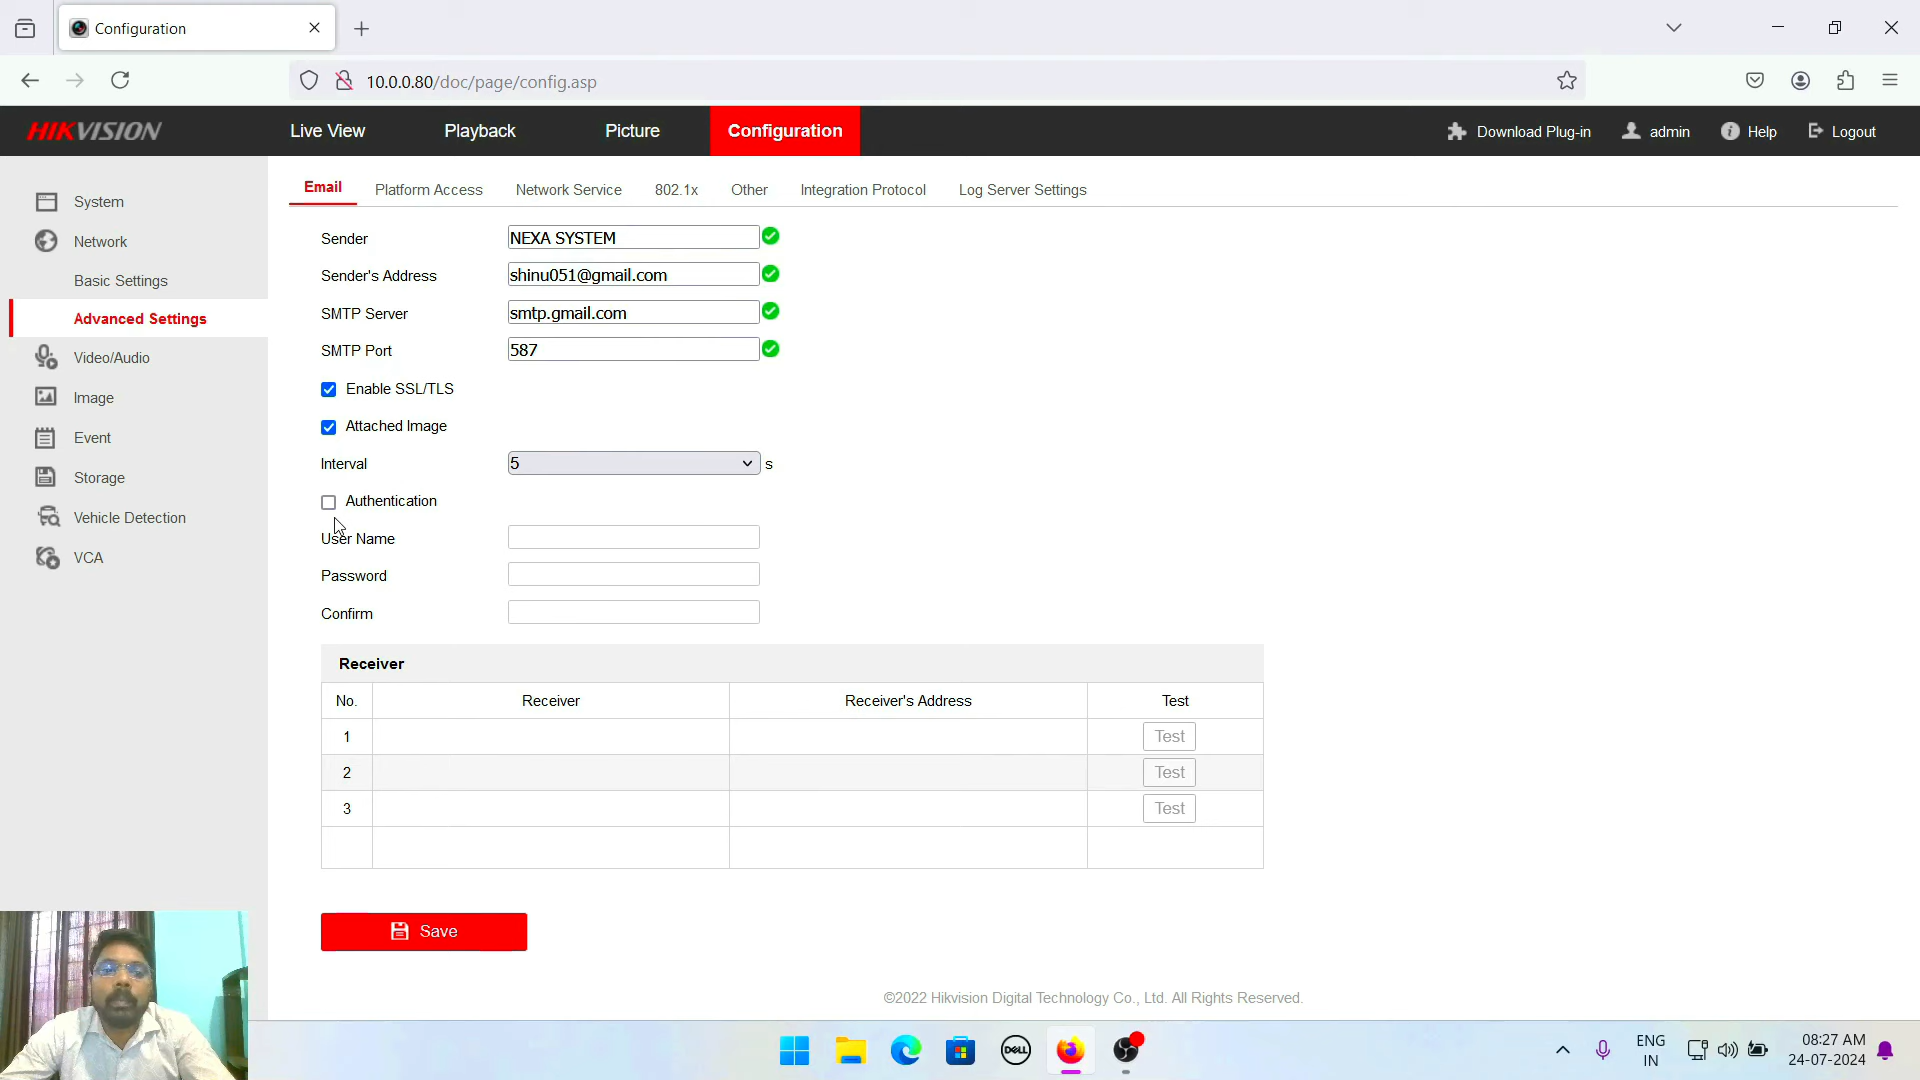 Configuration
10.0.0.80/doc/page/config.asp
HIKVISION
Live View
Playback
Picture
Configuration
Download Plug-in
admin
Help
Logout
System
Network
Basic Settings
Advanced Settings
Video/Audio
Image
Event
Storage
Vehicle Detection
VCA
Email
Platform Access
Network Service
802.1x
Other
Integration Protocol
Log Server Settings
Sender
NEXA SYSTEM
Sender's Address
shinu051@gmail.com
SMTP Server
smtp.gmail.com
SMTP Port
587
Enable SSL/TLS
Attached Image
Interval
5
s
Authentication
User Name
Password
Confirm
Receiver
No.
Receiver
Receiver's Address
Test
1
Test
2
Test
3
Test
Save
©2022 Hikvision Digital Technology Co., Ltd. All Rights Reserved.
DELL
ENG
IN
08:27 AM
24-07-2024